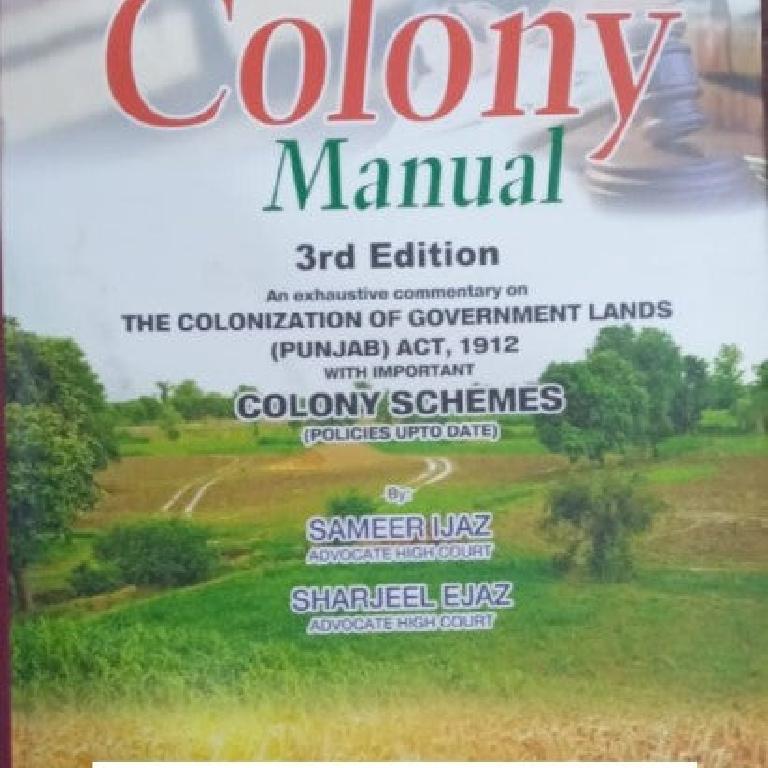 Colony
Manual
3rd Edition
An exhaustive commentary on
THE COLONIZATION OF GOVERNMENT LANDS
(PUNJAB) ACT, 1912
WITH IMPORTANT
COLONY SCHEMES
(POLICIES UPTO DATE)
By:
SAMEER IJAZ
ADVOCATE HIGH COURT
SHARJEEL EJAZ
ADVOCATE HIGH COURT